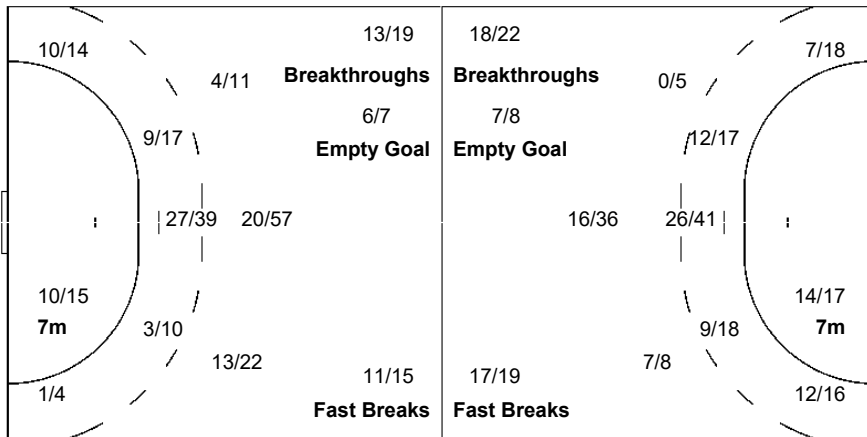 13/19 18/22
10/14 7/18
4/11 Breakthroughs Breakthroughs 0/5
6/7 7/8
9/17 12/17
Empty Goal Empty Goal
27/39 20/57 16/36 26/41
10/15 14/17
7m 3/10 9/18 7m
13/22 7/8
11/15 17/19
1/4 12/16
Fast Breaks Fast Breaks